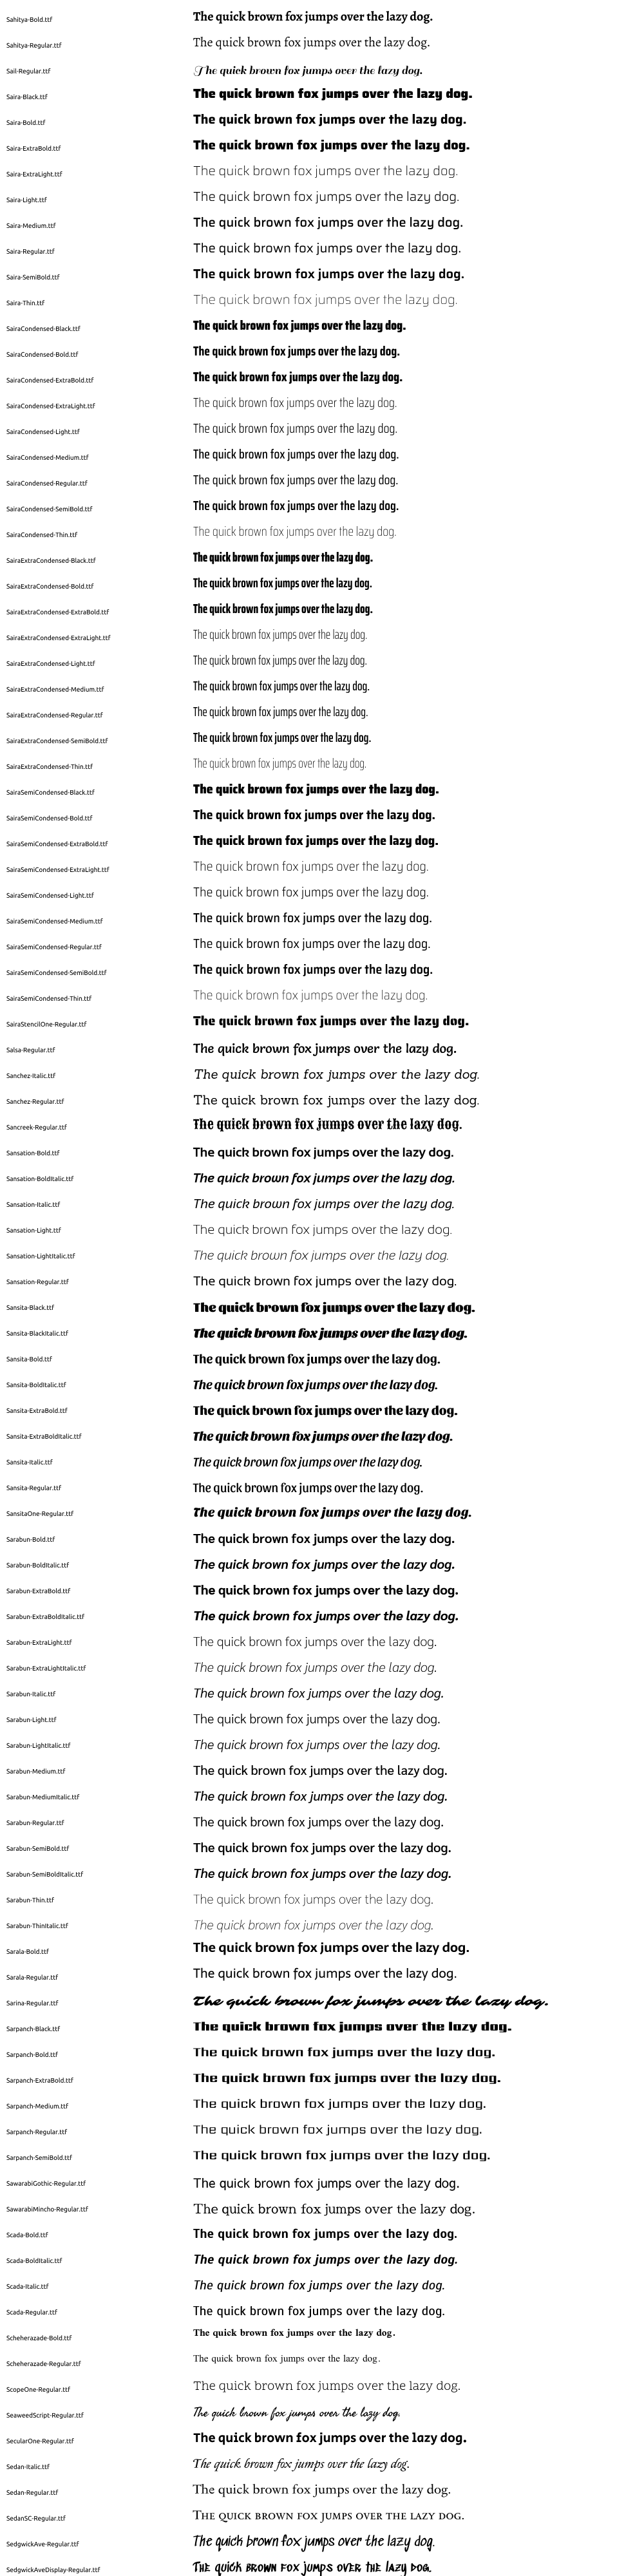 Sahitya-Bold.ttf The quick brown fox jumps over the lazy dog.
Sahitya-Regular.ttf The quick brown fox jumps over the lazy dog.
Sail-Regular.ttf The quick brown fox jumps over the lazy dog.
Saira-Black.ttf The quick brown fox jumps over the lazy dog.
Saira-Bold.ttf The quick brown fox jumps over the lazy dog.
Saira-ExtraBold.ttf The quick brown fox jumps over the lazy dog.
Saira-ExtraLight.ttf The quick brown fox jumps over the lazy dog.
Saira-Light.ttf The quick brown fox jumps over the lazy dog.
Saira-Medium.ttf The quick brown fox jumps over the lazy dog.
Saira-Regular.ttf The quick brown fox jumps over the lazy dog.
Saira-SemiBold.ttf The quick brown fox jumps over the lazy dog.
Saira-Thin.ttf The quick brown fox jumps over the lazy dog.
SairaCondensed-Black.ttf The quick brown fox jumps over the lazy dog.
SairaCondensed-Bold.ttf The quick brown fox jumps over the lazy dog.
SairaCondensed-ExtraBold.ttf The quick brown fox jumps over the lazy dog.
SairaCondensed-ExtraLight.ttf The quick brown fox jumps over the lazy dog.
SairaCondensed-Light.ttf The quick brown fox jumps over the lazy dog.
SairaCondensed-Medium.ttf The quick brown fox jumps over the lazy dog.
SairaCondensed-Regular.ttf The quick brown fox jumps over the lazy dog.
SairaCondensed-SemiBold.ttf The quick brown fox jumps over the lazy dog.
SairaCondensed-Thin.ttf The quick brown fox jumps over the lazy dog.
SairaExtraCondensed-Black.ttf The quick brown fox jumps over the lazy dog.
SairaExtraCondensed-Bold.ttf The quick brown fox jumps over the lazy dog.
SairaExtraCondensed-ExtraBold.ttf The quick brown fox jumps over the lazy dog.
SairaExtraCondensed-ExtraLight.ttf The quick brown fox jumps over the lazy dog.
SairaExtraCondensed-Light.ttf The quick brown fox jumps over the lazy dog.
SairaExtraCondensed-Medium.ttf The quick brown fox jumps over the lazy dog.
SairaExtraCondensed-Regular.ttf The quick brown fox jumps over the lazy dog.
SairaExtraCondensed-SemiBold.ttf The quick brown fox jumps over the lazy dog.
SairaExtraCondensed-Thin.ttf The quick brown fox jumps over the lazy dog.
SairaSemiCondensed-Black.ttf The quick brown fox jumps over the lazy dog.
SairaSemiCondensed-Bold.ttf The quick brown fox jumps over the lazy dog.
SairaSemiCondensed-ExtraBold.ttf The quick brown fox jumps over the lazy dog.
SairaSemiCondensed-ExtraLight.ttf The quick brown fox jumps over the lazy dog.
SairaSemiCondensed-Light.ttf The quick brown fox jumps over the lazy dog.
SairaSemiCondensed-Medium.ttf The quick brown fox jumps over the lazy dog.
SairaSemiCondensed-Regular.ttf The quick brown fox jumps over the lazy dog.
SairaSemiCondensed-SemiBold.ttf The quick brown fox jumps over the lazy dog.
SairaSemiCondensed-Thin.ttf The quick brown fox jumps over the lazy dog.
SairaStencilOne-Regular.ttf The quick brown fox jumps over the lazy dog.
Salsa-Regular.ttf The quick brown fox jumps over the lazy dog.
Sanchez-Italic.ttf The quick brown fox jumps over the lazy dog.
Sanchez-Regular.ttf The quick brown fox jumps over the lazy dog.
Sancreek-Regular.ttf The quick brown fox jumps over the lazy dog.
Sansation-Bold.ttf The quick brown fox jumps over the lazy dog.
Sansation-BoldItalic.ttf The quick brown fox jumps over the lazy dog.
Sansation-Italic.ttf The quick brown fox jumps over the lazy dog.
Sansation-Light.ttf The quick brown fox jumps over the lazy dog.
Sansation-LightItalic.ttf The quick brown fox jumps over the lazy dog.
Sansation-Regular.ttf The quick brown fox jumps over the lazy dog.
Sansita-Black.ttf The quick brown fox jumps over the lazy dog.
Sansita-BlackItalic.ttf The quick brown fox jumps over the lazy dog.
Sansita-Bold.ttf The quick brown fox jumps over the lazy dog.
Sansita-BoldItalic.ttf The quick brown fox jumps over the lazy dog.
Sansita-ExtraBold.ttf The quick brown fox jumps over the lazy dog.
Sansita-ExtraBoldItalic.ttf The quick brown fox jumps over the lazy dog.
Sansita-Italic.ttf The quick brown fox jumps over the lazy dog.
Sansita-Regular.ttf The quick brown fox jumps over the lazy dog.
SansitaOne-Regular.ttf The quick brown fox jumps over the lazy dog.
Sarabun-Bold.ttf The quick brown fox jumps over the lazy dog.
Sarabun-BoldItalic.ttf The quick brown fox jumps over the lazy dog.
Sarabun-ExtraBold.ttf The quick brown fox jumps over the lazy dog.
Sarabun-ExtraBoldItalic.ttf The quick brown fox jumps over the lazy dog.
Sarabun-ExtraLight.ttf The quick brown fox jumps over the lazy dog.
Sarabun-ExtraLightItalic.ttf The quick brown fox jumps over the lazy dog.
Sarabun-Italic.ttf The quick brown fox jumps over the lazy dog.
Sarabun-Light.ttf The quick brown fox jumps over the lazy dog.
Sarabun-LightItalic.ttf The quick brown fox jumps over the lazy dog.
Sarabun-Medium.ttf The quick brown fox jumps over the lazy dog.
Sarabun-MediumItalic.ttf The quick brown fox jumps over the lazy dog.
Sarabun-Regular.ttf The quick brown fox jumps over the lazy dog.
Sarabun-SemiBold.ttf The quick brown fox jumps over the lazy dog.
Sarabun-SemiBoldItalic.ttf The quick brown fox jumps over the lazy dog.
Sarabun-Thin.ttf The quick brown fox jumps over the lazy dog.
Sarabun-ThinItalic.ttf The quick brown fox jumps over the lazy dog.
Sarala-Bold.ttf The quick brown fox jumps over the lazy dog.
Sarala-Regular.ttf The quick brown fox jumps over the lazy dog.
Sarina-Regular.ttf The quick brown fox jumps over the lazy dog.
Sarpanch-Black.ttf The quick brown fox jumps over the lazy dog.
Sarpanch-Bold.ttf The quick brown fox jumps over the lazy dog.
Sarpanch-ExtraBold.ttf The quick brown fox jumps over the lazy dog.
Sarpanch-Medium.ttf The quick brown fox jumps over the lazy dog.
Sarpanch-Regular.ttf The quick brown fox jumps over the lazy dog.
Sarpanch-SemiBold.ttf The quick brown fox jumps over the lazy dog.
SawarabiGothic-Regular.ttf The quick brown fox jumps over the lazy dog.
SawarabiMincho-Regular.ttf The quick brown fox jumps over the lazy dog.
Scada-Bold.ttf The quick brown fox jumps over the lazy dog.
Scada-BoldItalic.ttf The quick brown fox jumps over the lazy dog.
Scada-Italic.ttf The quick brown fox jumps over the lazy dog.
Scada-Regular.ttf The quick brown fox jumps over the lazy dog.
Scheherazade-Bold.ttf The quick brown fox jumps over the lazy dog.
Scheherazade-Regular.ttf The quick brown fox jumps over the lazy dog.
ScopeOne-Regular.ttf The quick brown fox jumps over the lazy dog.
SeaweedScript-Regular.ttf The quick brown fox jumps over the lazy dog.
SecularOne-Regular.ttf The quick brown fox jumps over the lazy dog.
Sedan-Italic.ttf The quick brown fox jumps over the lazy dog.
Sedan-Regular.ttf The quick brown fox jumps over the lazy dog.
SedanSC-Regular.ttf The quick brown fox jumps over the lazy dog.
SedgwickAve-Regular.ttf The quick brown fox jumps over the lazy dog.
SedgwickAveDisplay-Regular.ttf The quick brown fox jumps over the lazy dog.